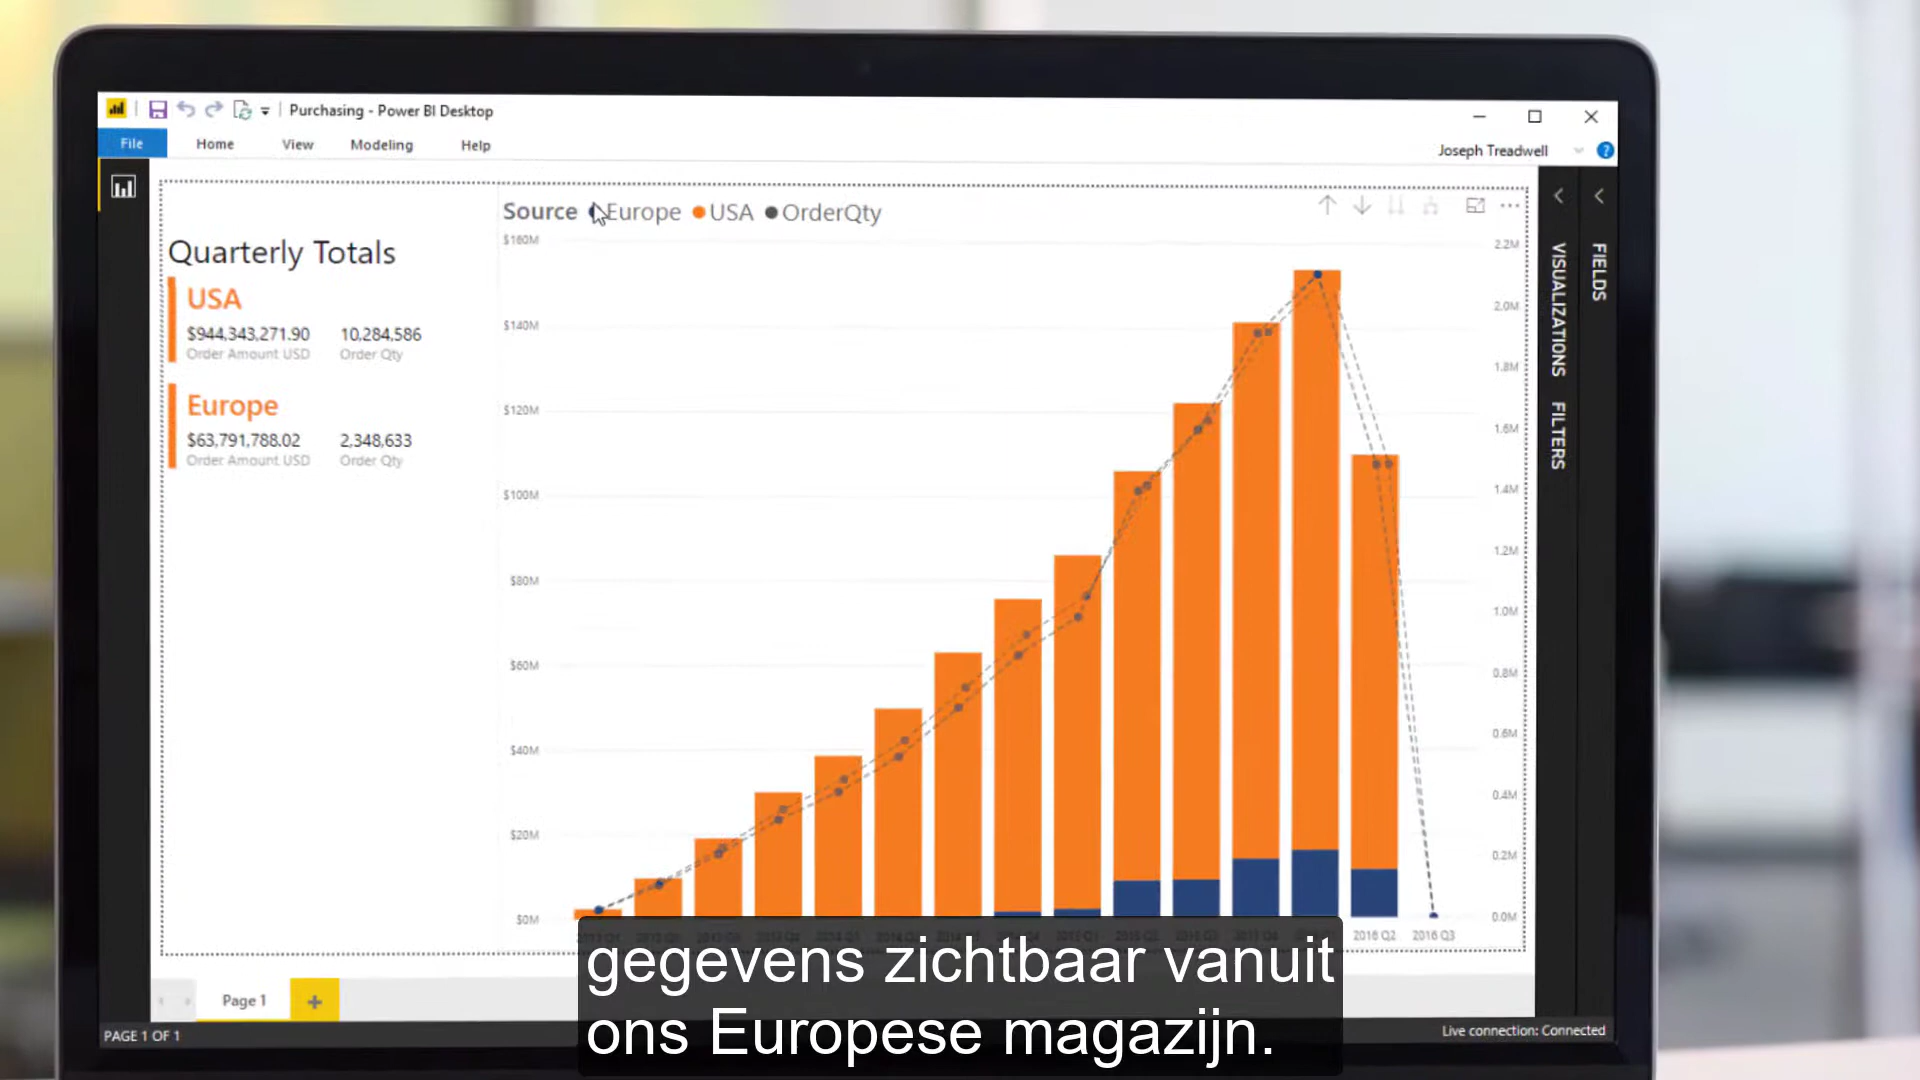 Purchasing - Power BI Desktop
File Home View Modeling Help
Joseph Treadwell
Source Europe USA OrderQty
Quarterly Totals
USA
$944,343,271.90 10,284,586
Order Amount USD Order Qty
Europe
$63,791,788.02 2,348,633
Order Amount USD Order Qty
$160M
$140M
$120M
$100M
$80M
$60M
$40M
$20M
$0M
2.2M
2.0M
1.8M
1.6M
1.4M
1.2M
1.0M
0.8M
0.6M
0.4M
0.2M
0.0M
2016 Q2 2016 Q3
VISUALIZATIONS
FILTERS
FIELDS
Page 1
PAGE 1 OF 1
Live connection: Connected
gegevens zichtbaar vanuit
ons Europese magazijn.